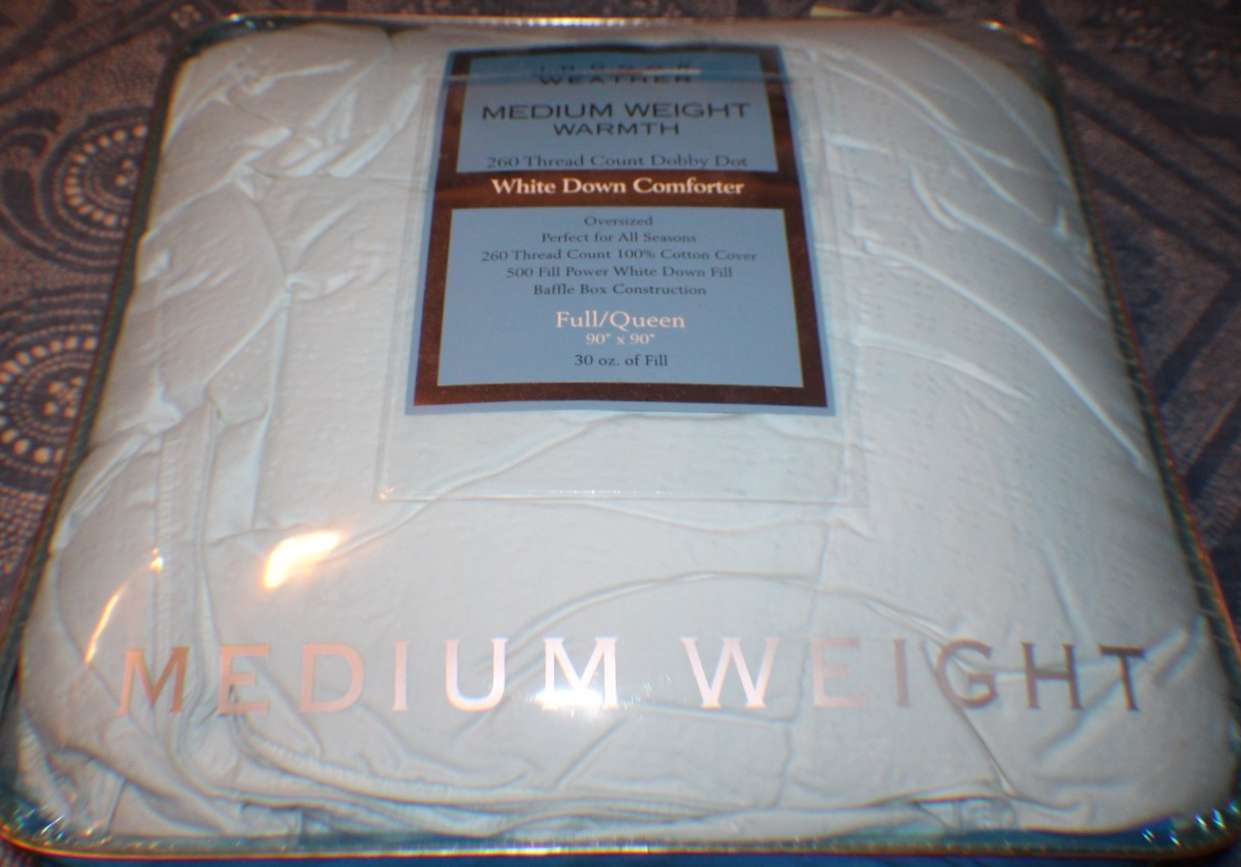 WEATHER
MEDIUM WEIGHT
WARMTH
260 Thread Count Dobby Dot
White Down Comforter
Oversized
Perfect for All Seasons
260 Thread Count 100% Cotton Cover
500 Fill Power White Down Fill
Baffle Box Construction
Full/Queen
90" x 90"
30 oz. of Fill
MEDIUM WEIGHT